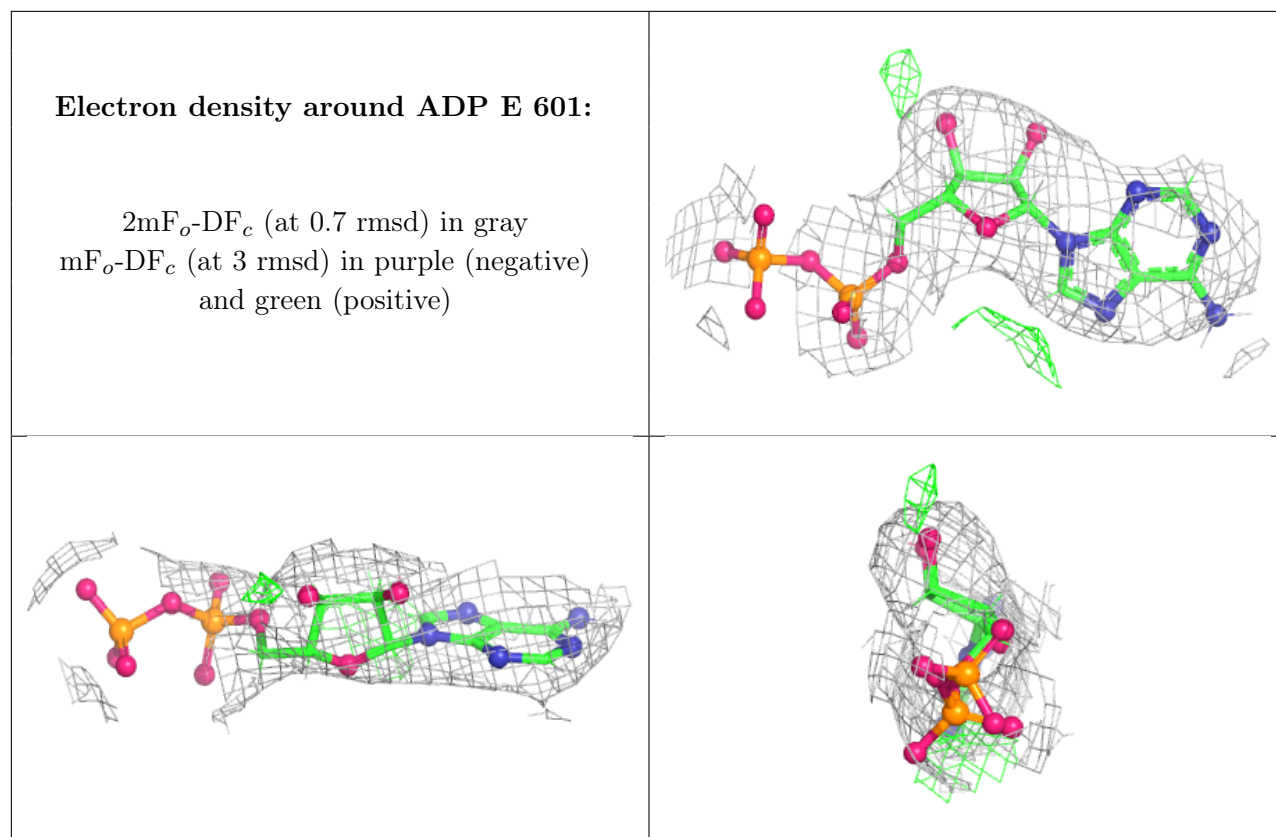 Electron density around ADP E 601:
2mFo-DFc (at 0.7 rmsd) in gray
mFo-DFc (at 3 rmsd) in purple (negative)
and green (positive)